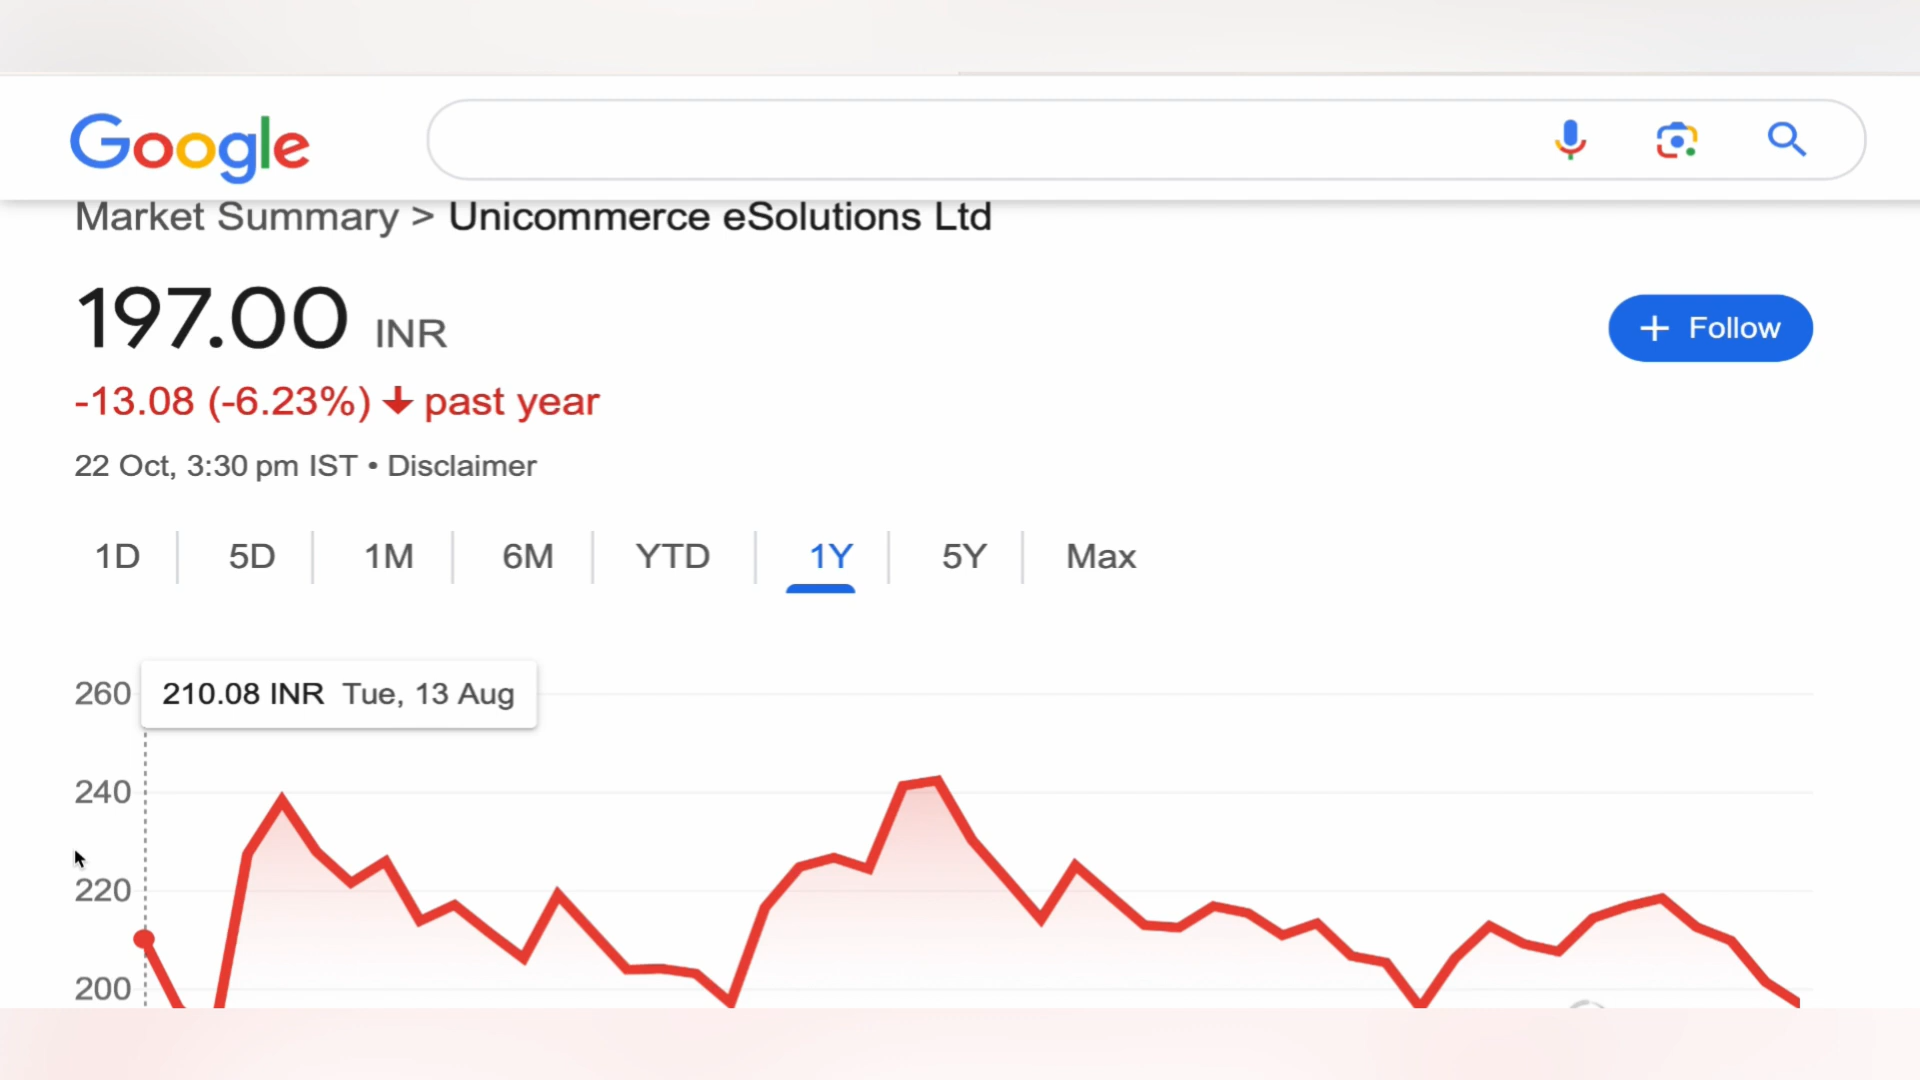 Google
Market Summary > Unicommerce eSolutions Ltd
197.00 INR
+ Follow
-13.08 (-6.23%) ↓ past year
22 Oct, 3:30 pm IST • Disclaimer
1D 5D 1M 6M YTD 1Y 5Y Max
260
210.08 INR Tue, 13 Aug
240
220
200